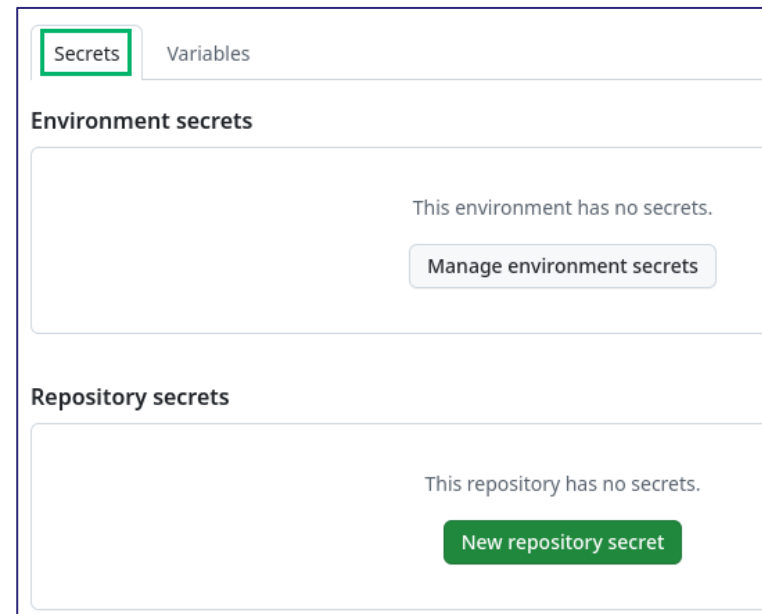 Secrets Variables
Environment secrets
This environment has no secrets.
Manage environment secrets
Repository secrets
This repository has no secrets.
New repository secret